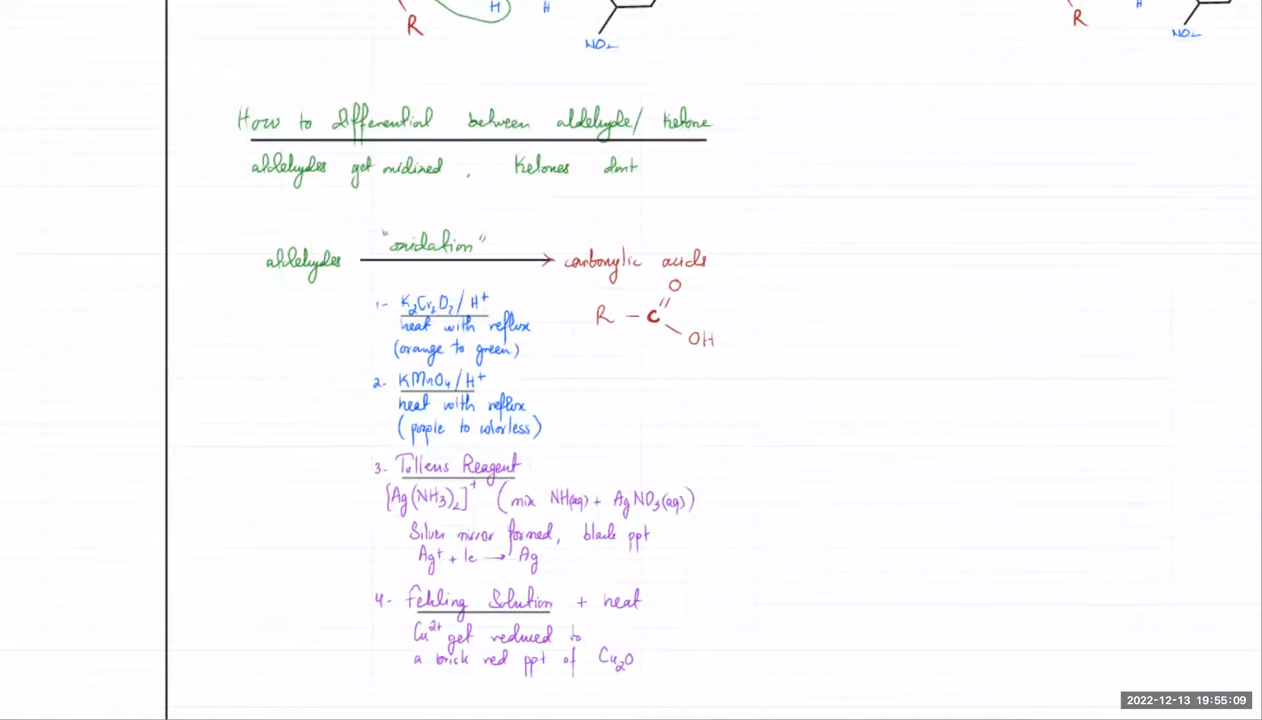 H H R NO2
R H NO2
How to differential between aldehyde/ Ketone
aldehydes get oxidized , Ketones dont
aldehydes "oxidation" carboxylic acids
O
R - C
OH
1- K2Cr2O7/ H+
heat with reflux
(orange to green)
2- KMnO4/H+
heat with reflux
(purple to colorless)
3- Tollens Reagent
[Ag(NH3)2]+ (mix NH(aq) + AgNO3(aq))
Silver mirror formed, black ppt
Ag+ + 1e → Ag
4- Fehling Solution + heat
Cu2+ get reduced to
a brick red ppt of Cu2O
2022-12-13 19:55:09